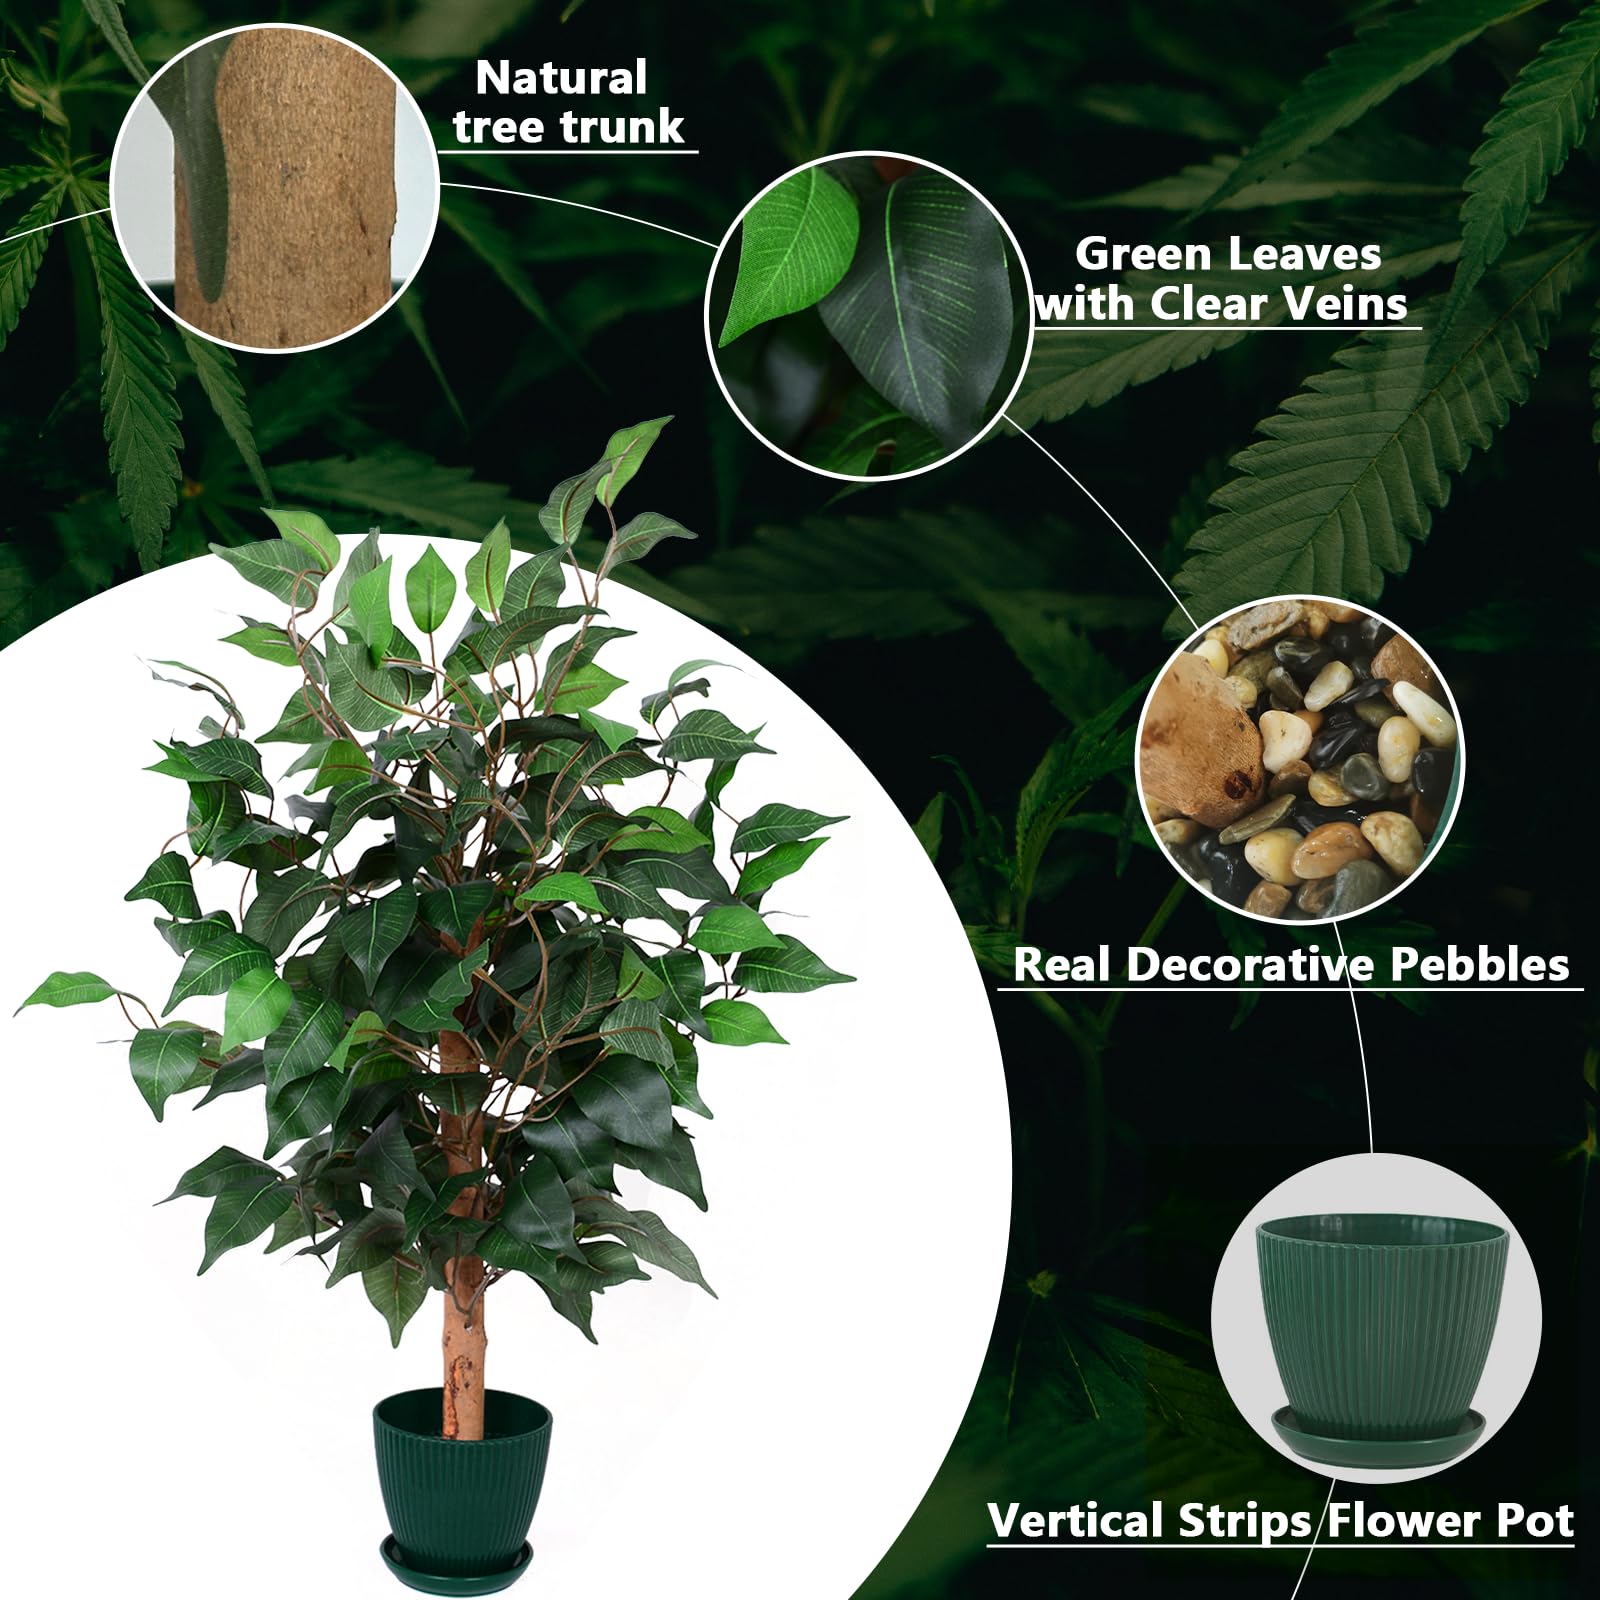 Natural
tree trunk
Green Leaves
with Clear Veins
Real Decorative Pebbles
Vertical Strips Flower Pot